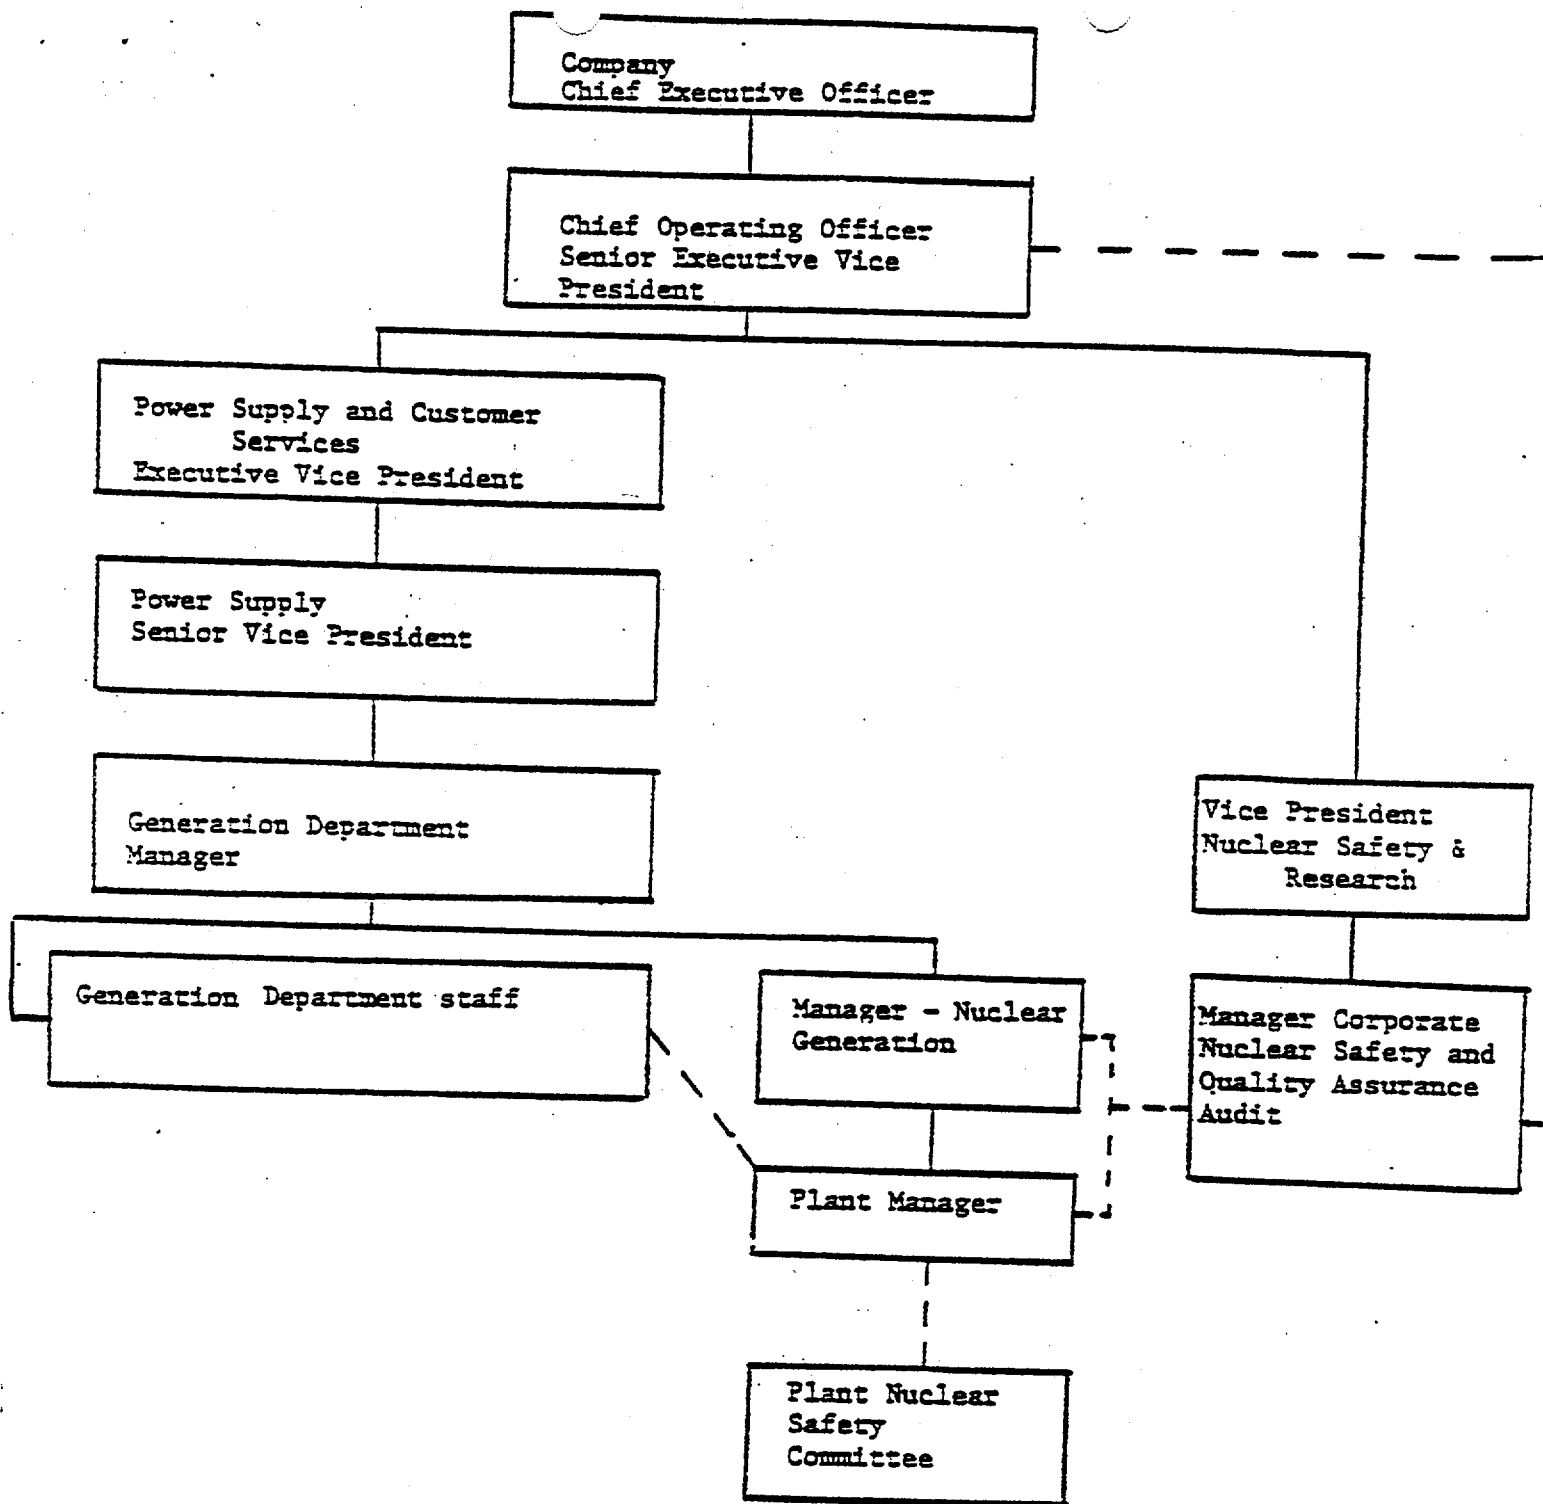 Company
Chief Executive Officer
Chief Operating Officer
Senior Executive Vice
President
Power Supply and Customer
Services
Executive Vice President
Power Supply
Senior Vice President
Generation Department
Manager
Vice President
Nuclear Safety &
Research
Generation Department staff
Manager - Nuclear
Generation
Manager Corporate
Nuclear Safety and
Quality Assurance
Audit
Plant Manager
Plant Nuclear
Safety
Committee